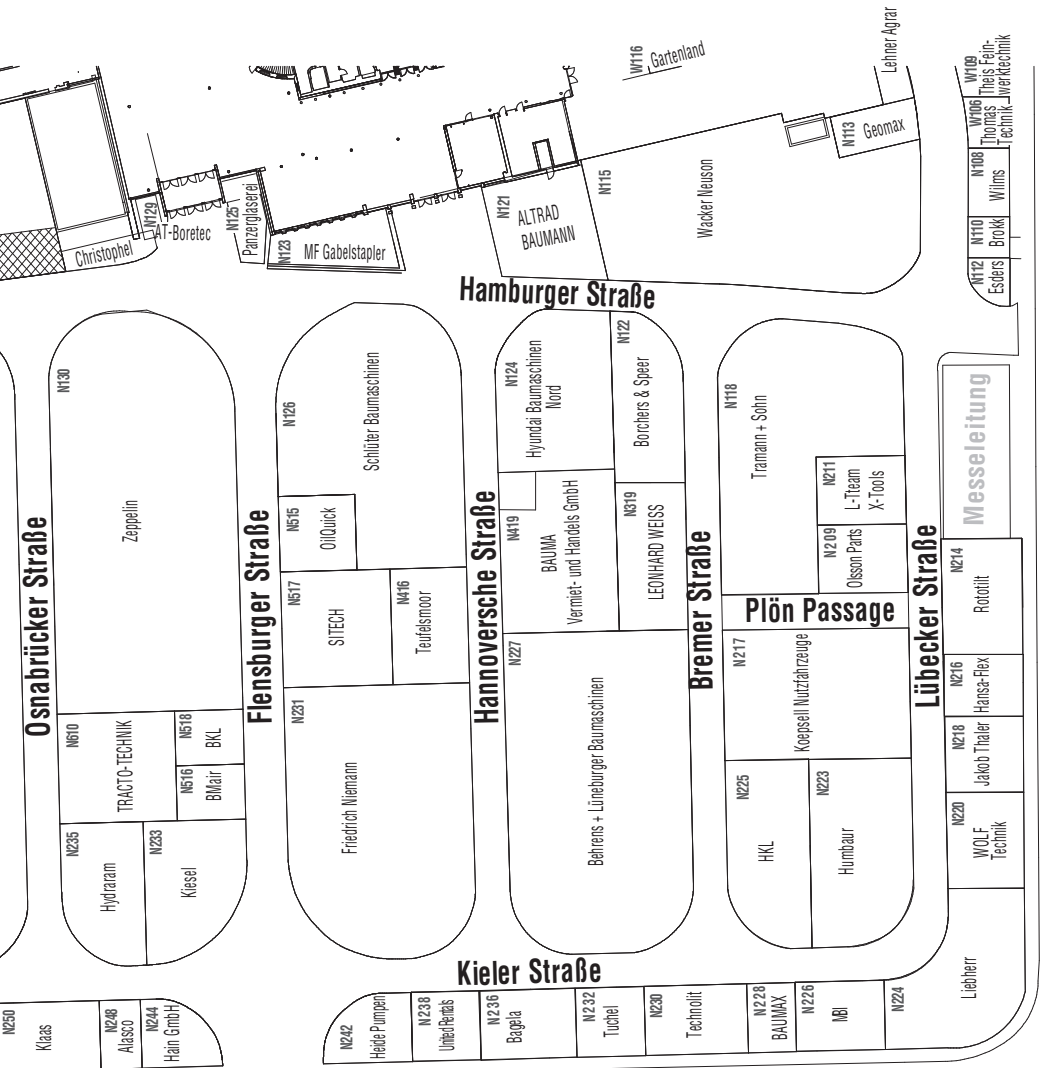 W116
Gartenland
Lehner Agrar
W109
Theis Fein-
werktechnik
W106
Thomas
Technik
N113
Geomax
N108
Wilms
N110
Brokk
N112
Esders
N115
Wacker Neuson
N121
ALTRAD
BAUMANN
N129
AT-Boretec
N125
Panzerglaserei
N123
MF Gabelstapler
Christophel
Hamburger Straße
N130
Zeppelin
N126
Schlüter Baumaschinen
N124
Hyundai Baumaschinen
Nord
N122
Borchers & Speer
N118
Tramann + Sohn
N211
L-Tteam
X-Tools
N209
Olsson Parts
Messeleitung
N515
OilQuick
N517
SITECH
N416
Teufelsmoor
N419
BAUMA
Vermiet- und Handels GmbH
N319
LEONHARD WEISS
Osnabrücker Straße
Flensburger Straße
Hannoversche Straße
Bremer Straße
Plön Passage
Lübecker Straße
N214
Rototilt
N216
Hansa-Flex
N218
Jakob Thaler
N220
WOLF
Technik
N610
TRACTO-TECHNIK
N518
BKL
N516
BMair
N235
Hydraram
N233
Kiesel
N231
Friedrich Niemann
N227
Behrens + Lüneburger Baumaschinen
N217
Koepsell Nutzfahrzeuge
N225
HKL
N223
Humbaur
Kieler Straße
N250
Klaas
N248
Alasco
N244
Hain GmbH
N242
Heide Pumpen
N238
United Rentals
N236
Bagela
N232
Tuchel
N230
Technolit
N228
BAUMAX
N226
MBI
N224
Liebherr